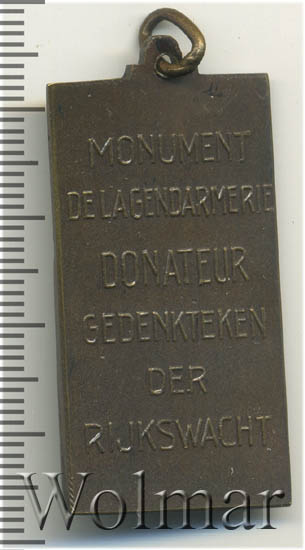 MONUMENT
DE LA GENDARMERIE
DONATEUR
GEDENKTEKEN
DER
RIJKSWACHT
Wolmar